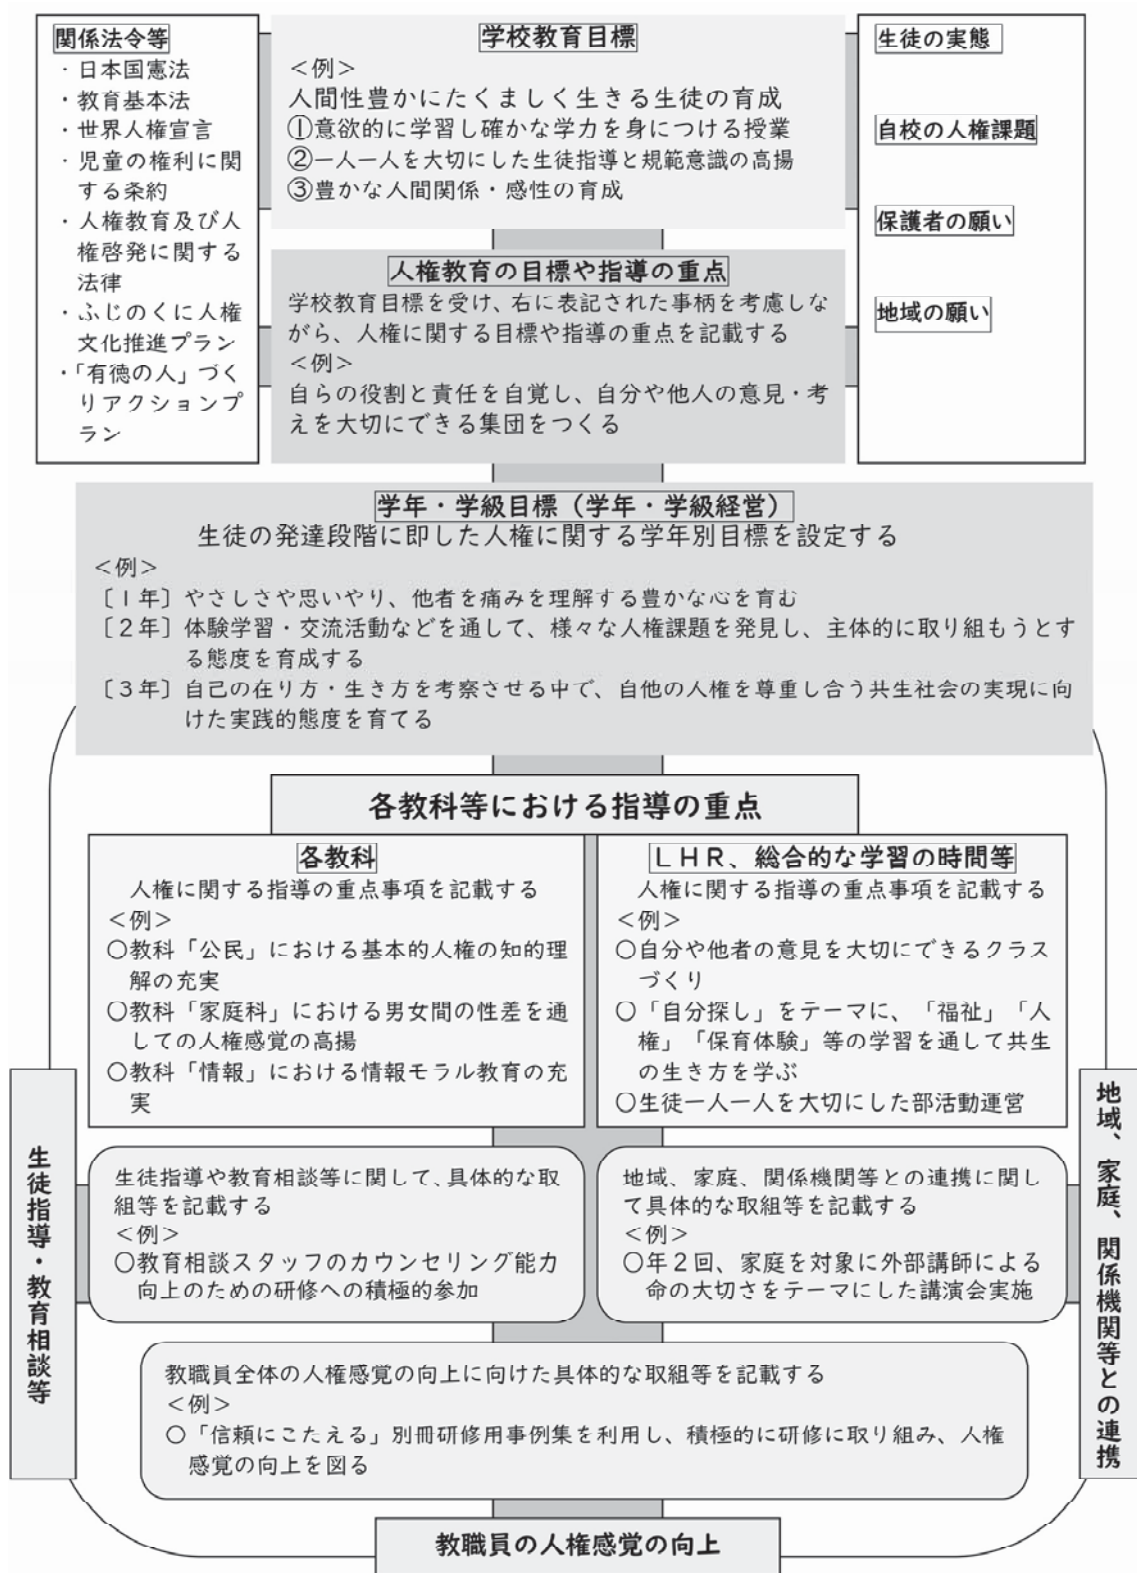 関係法令等
・日本国憲法
・教育基本法
・世界人権宣言
・児童の権利に関
する条約
・人権教育及び人
権啓発に関する
法律
・ふじのくに人権
文化推進プラン
・「有徳の人」づく
りアクションプ
ラン
学校教育目標
＜例＞
人間性豊かにたくましく生きる生徒の育成
①意欲的に学習し確かな学力を身につける授業
②一人一人を大切にした生徒指導と規範意識の高揚
③豊かな人間関係・感性の育成
生徒の実態
自校の人権課題
保護者の願い
地域の願い
人権教育の目標や指導の重点
学校教育目標を受け、右に表記された事柄を考慮しな
がら、人権に関する目標や指導の重点を記載する
＜例＞
自らの役割と責任を自覚し、自分や他人の意見・考
えを大切にできる集団をつくる
学年・学級目標（学年・学級経営）
生徒の発達段階に即した人権に関する学年別目標を設定する
＜例＞
〔１年〕やさしさや思いやり、他者を痛みを理解する豊かな心を育む
〔２年〕体験学習・交流活動などを通して、様々な人権課題を発見し、主体的に取り組もうとす
る態度を育成する
〔３年〕自己の在り方・生き方を考察させる中で、自他の人権を尊重し合う共生社会の実現に向
けた実践的態度を育てる
各教科等における指導の重点
各教科
人権に関する指導の重点事項を記載する
＜例＞
○教科「公民」における基本的人権の知的理
解の充実
○教科「家庭科」における男女間の性差を通
しての人権感覚の高揚
○教科「情報」における情報モラル教育の充
実
ＬＨＲ、総合的な学習の時間等
人権に関する指導の重点事項を記載する
＜例＞
○自分や他者の意見を大切にできるクラス
づくり
○「自分探し」をテーマに、「福祉」「人
権」「保育体験」等の学習を通して共生
の生き方を学ぶ
○生徒一人一人を大切にした部活動運営
生徒指導・教育相談等
生徒指導や教育相談等に関して、具体的な取
組等を記載する
＜例＞
○教育相談スタッフのカウンセリング能力
向上のための研修への積極的参加
地域、家庭、関係機関等との連携に関し
て具体的な取組等を記載する
＜例＞
○年２回、家庭を対象に外部講師による
命の大切さをテーマにした講演会実施
地域、家庭、関係機関等との連携
教職員全体の人権感覚の向上に向けた具体的な取組等を記載する
＜例＞
○「信頼にこたえる」別冊研修用事例集を利用し、積極的に研修に取り組み、人権
感覚の向上を図る
教職員の人権感覚の向上